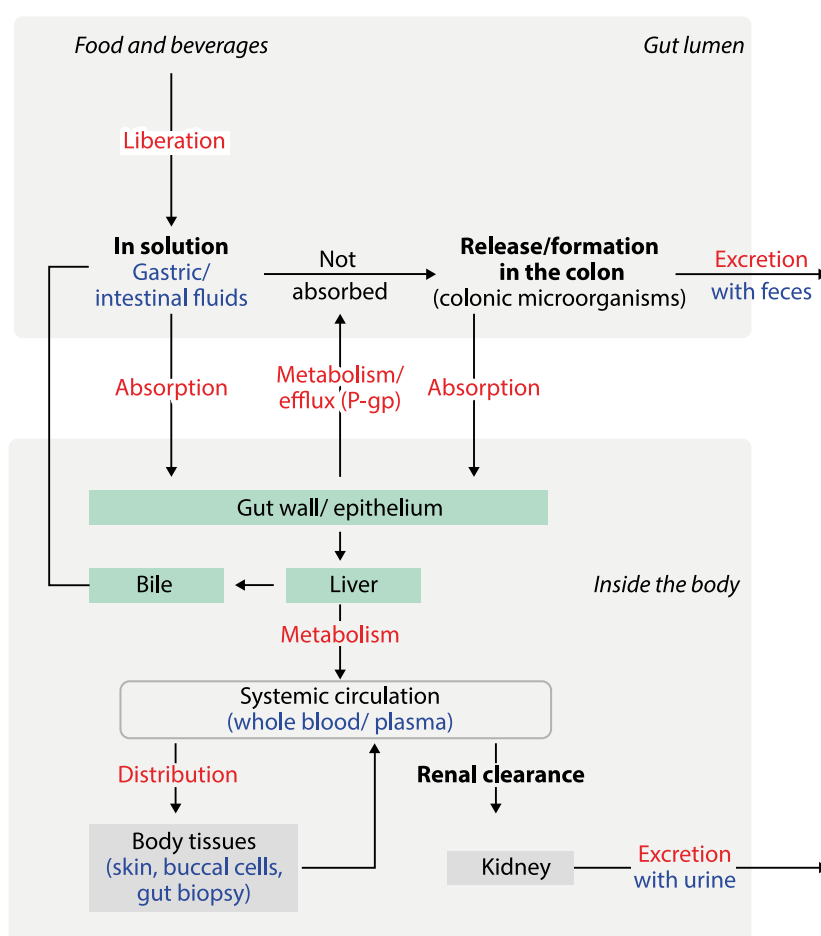 Food and beverages
Gut lumen
Liberation
In solution
Gastric/
intestinal fluids
Not
absorbed
Release/formation
in the colon
(colonic microorganisms)
Excretion
with feces
Absorption
Metabolism/
efflux (P-gp)
Absorption
Gut wall/ epithelium
Bile
Liver
Inside the body
Metabolism
Systemic circulation
(whole blood/ plasma)
Distribution
Renal clearance
Body tissues
(skin, buccal cells,
gut biopsy)
Kidney
Excretion
with urine